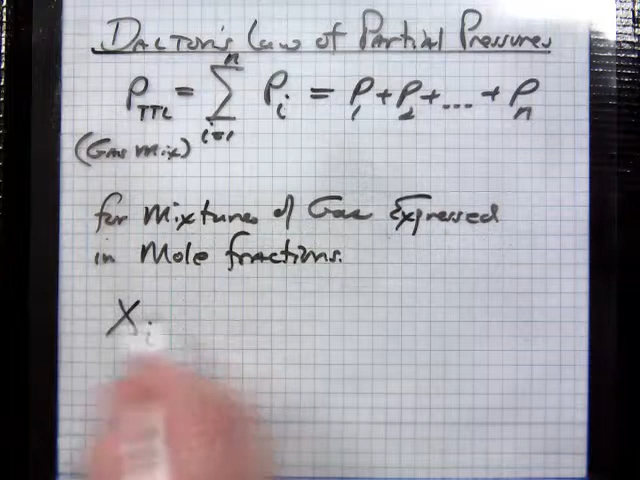 Dalton's Law of Partial Pressures
P_TTL = Σ_{i=1}^{n} P_i = P_1 + P_2 + ... + P_n
(Gas Mix)
for Mixtures of Gas Expressed
in Mole fractions.
X_i